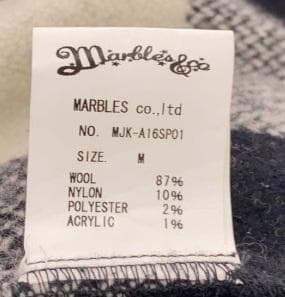 Marbles&co
MARBLES co.,ltd
NO. MJK-A16SP01
SIZE. M
WOOL 87%
NYLON 10%
POLYESTER 2%
ACRYLIC 1%